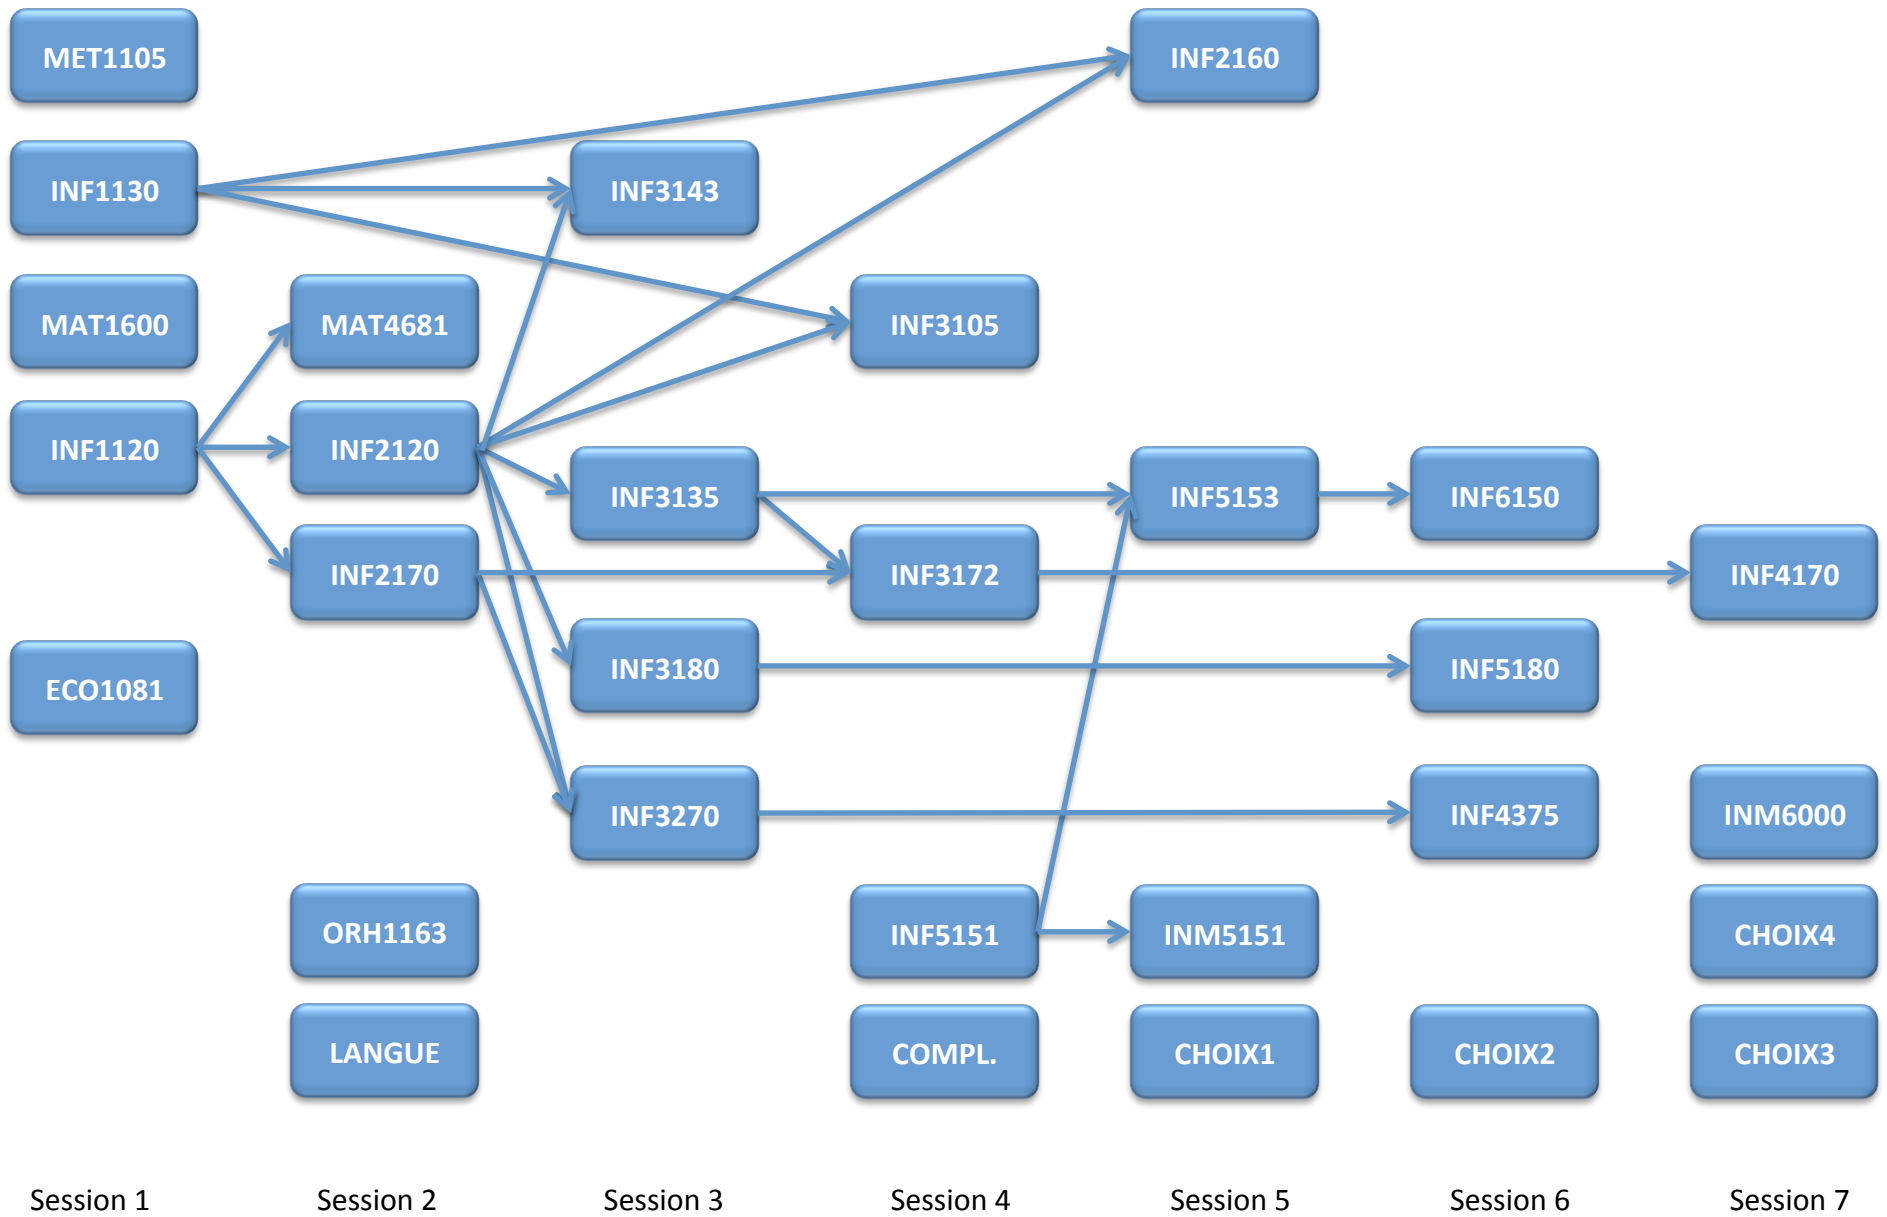 MET1105
INF2160
INF1130
INF3143
MAT1600
MAT4681
INF3105
INF1120
INF2120
INF3135
INF5153
INF6150
INF2170
INF3172
INF4170
ECO1081
INF3180
INF5180
INF3270
INF4375
INM6000
ORH1163
INF5151
INM5151
CHOIX4
LANGUE
COMPL.
CHOIX1
CHOIX2
CHOIX3
Session 1
Session 2
Session 3
Session 4
Session 5
Session 6
Session 7